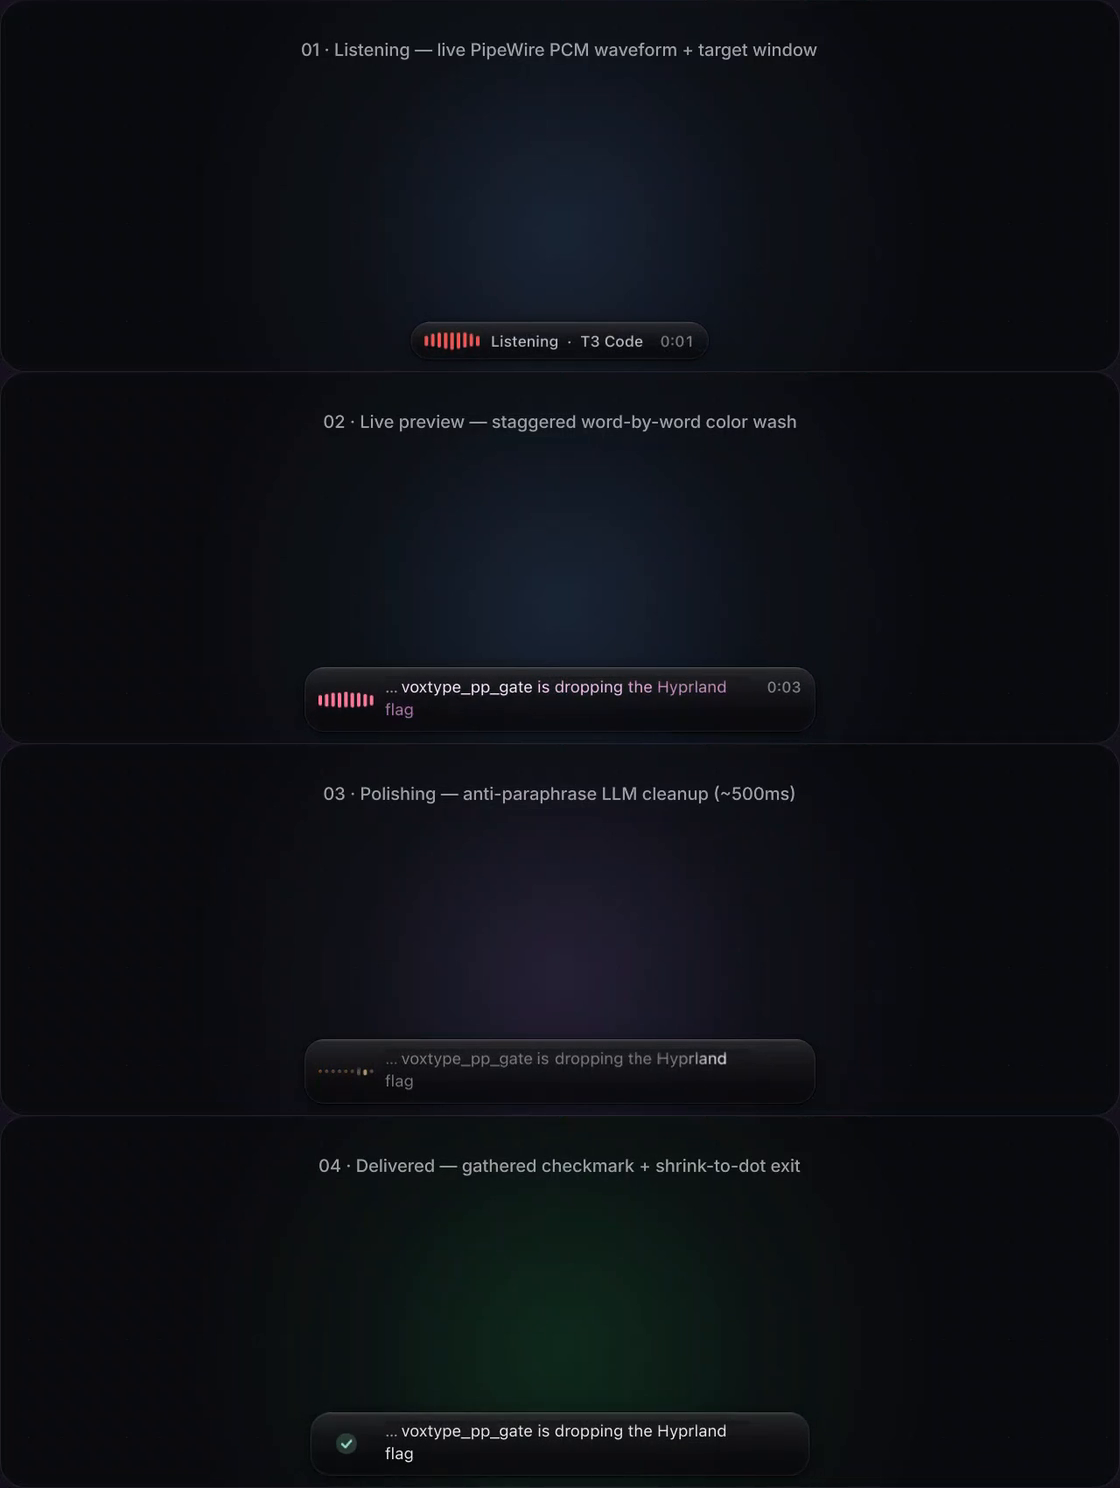 01 · Listening — live PipeWire PCM waveform + target window
Listening · T3 Code 0:01
02 · Live preview — staggered word-by-word color wash
... voxtype_pp_gate is dropping the Hyprland 0:03
flag
03 · Polishing — anti-paraphrase LLM cleanup (~500ms)
... voxtype_pp_gate is dropping the Hyprland
flag
04 · Delivered — gathered checkmark + shrink-to-dot exit
... voxtype_pp_gate is dropping the Hyprland
flag